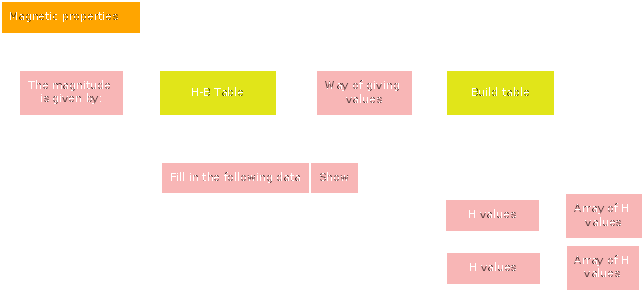 Magnetic properties
The magnitude
is given by:
H-B Table
Way of giving
values
Build table
Fill in the following data
Show
H values
Array of H
values
H values
Array of H
values